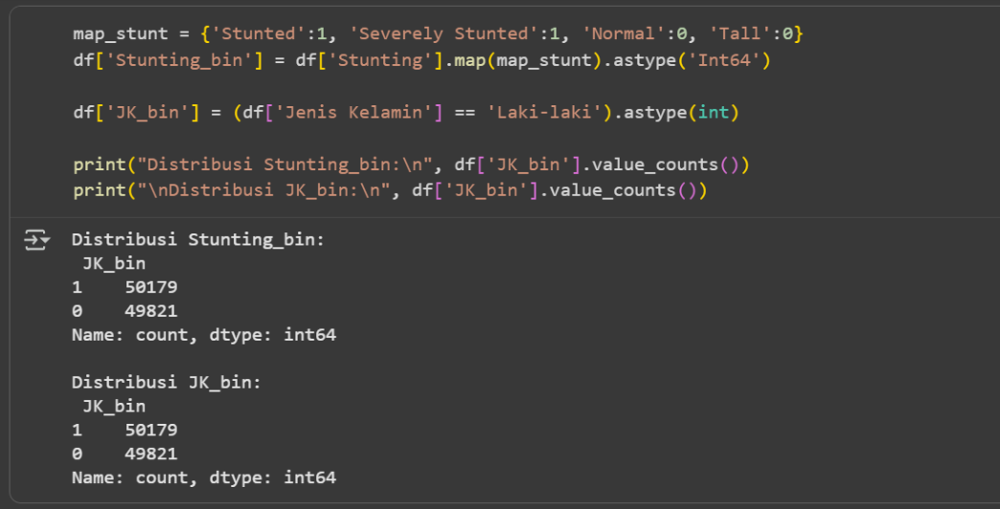 map_stunt = {'Stunted':1, 'Severely Stunted':1, 'Normal':0, 'Tall':0}
df['Stunting_bin'] = df['Stunting'].map(map_stunt).astype('Int64')
df['JK_bin'] = (df['Jenis Kelamin'] == 'Laki-laki').astype(int)
print("Distribusi Stunting_bin:\n", df['JK_bin'].value_counts())
print("\nDistribusi JK_bin:\n", df['JK_bin'].value_counts())
Distribusi Stunting_bin:
JK_bin
1    50179
0    49821
Name: count, dtype: int64
Distribusi JK_bin:
JK_bin
1    50179
0    49821
Name: count, dtype: int64